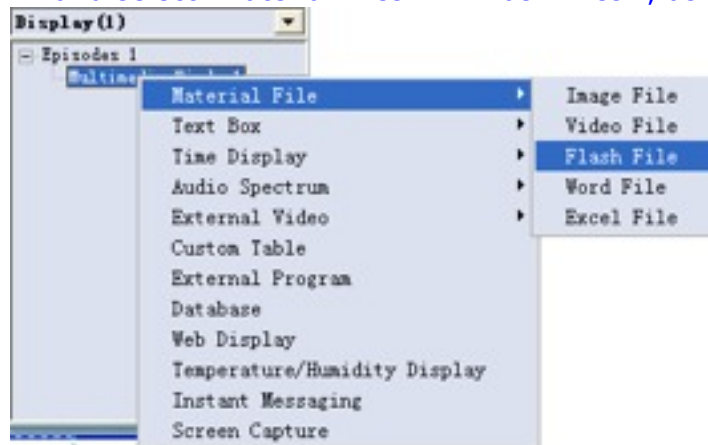 Display(1)
Episodes 1
Material File
Text Box
Time Display
Audio Spectrum
External Video
Custom Table
External Program
Database
Web Display
Temperature/Humidity Display
Instant Messaging
Screen Capture
Image File
Video File
Flash File
Word File
Excel File